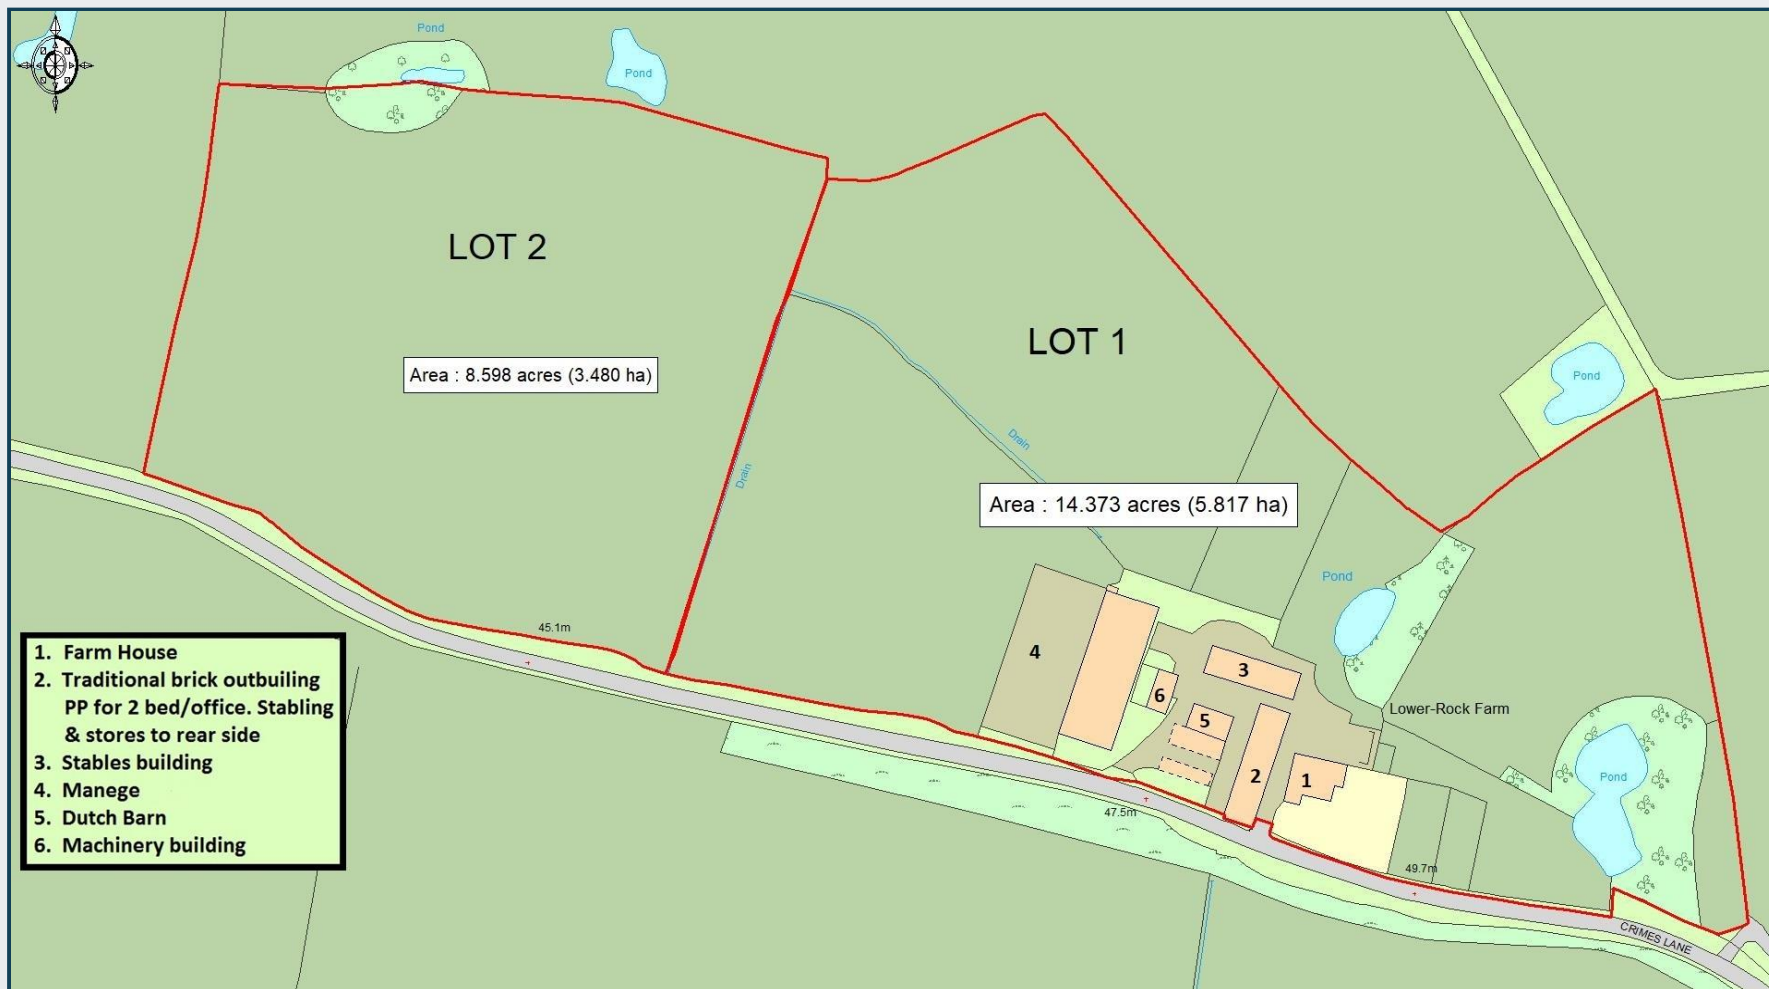 Pond
Pond
LOT 2
LOT 1
Area : 8.598 acres (3.480 ha)
Pond
Drain
Drain
Area : 14.373 acres (5.817 ha)
Pond
45.1m
1. Farm House
2. Traditional brick outbuiling
PP for 2 bed/office. Stabling
& stores to rear side
3. Stables building
4. Manege
5. Dutch Barn
6. Machinery building
4
3
6
5
2
1
Lower-Rock Farm
Pond
47.5m
49.7m
CRIMES LANE